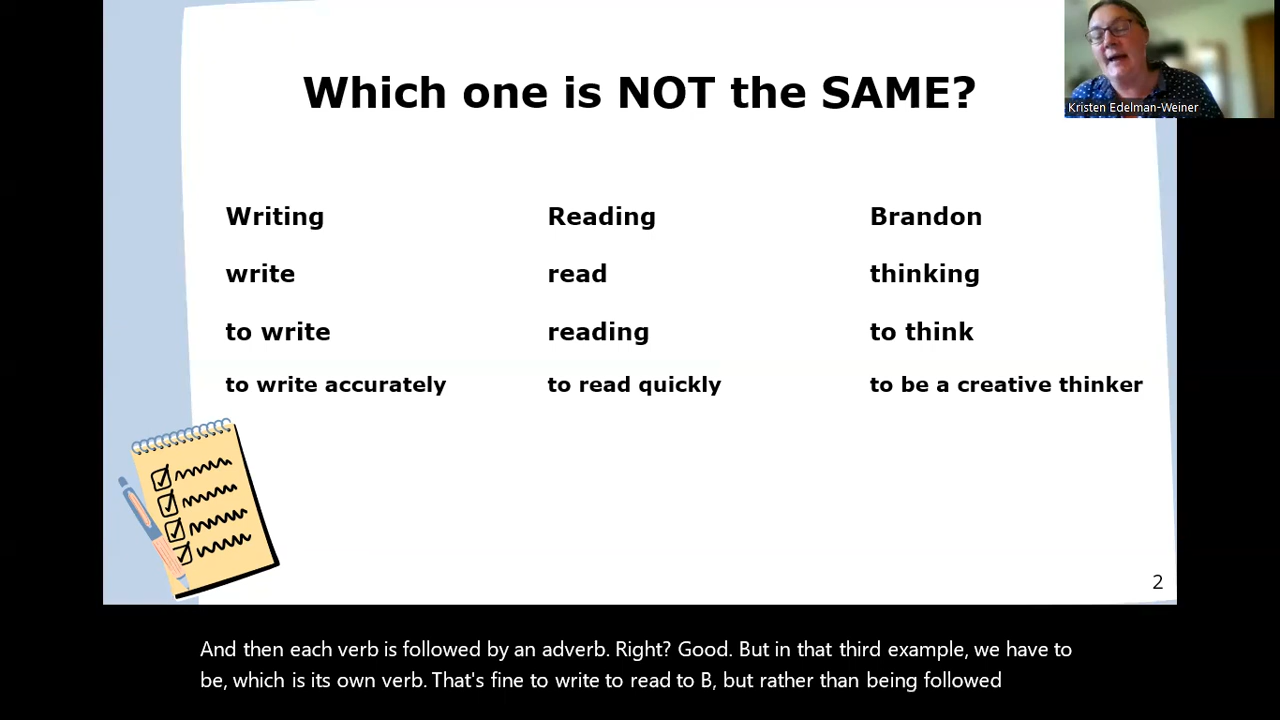 Which one is NOT the SAME?
Kristen Edelman-Weiner
Writing Reading Brandon
write read thinking
to write reading to think
to write accurately to read quickly to be a creative thinker
2
And then each verb is followed by an adverb. Right? Good. But in that third example, we have to
be, which is its own verb. That's fine to write to read to B, but rather than being followed